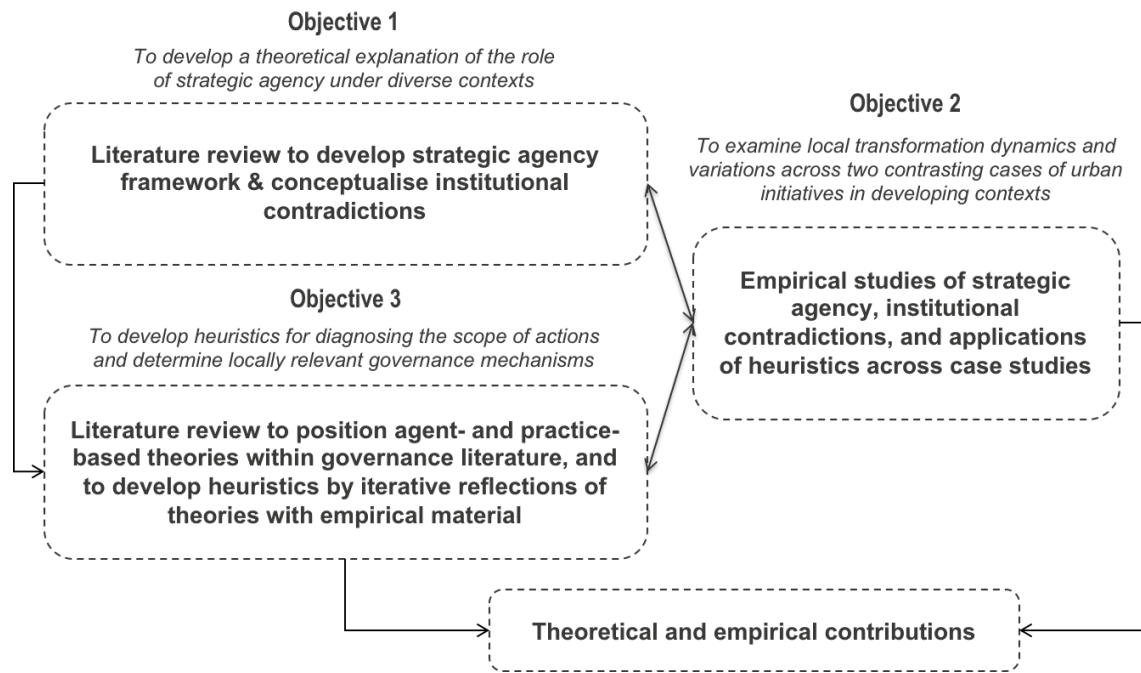 Objective 1
To develop a theoretical explanation of the role
of strategic agency under diverse contexts
Literature review to develop strategic agency
framework & conceptualise institutional
contradictions
Objective 2
To examine local transformation dynamics and
variations across two contrasting cases of urban
initiatives in developing contexts
Empirical studies of strategic
agency, institutional
contradictions, and applications
of heuristics across case studies
Objective 3
To develop heuristics for diagnosing the scope of actions
and determine locally relevant governance mechanisms
Literature review to position agent- and practice-
based theories within governance literature, and
to develop heuristics by iterative reflections of
theories with empirical material
Theoretical and empirical contributions